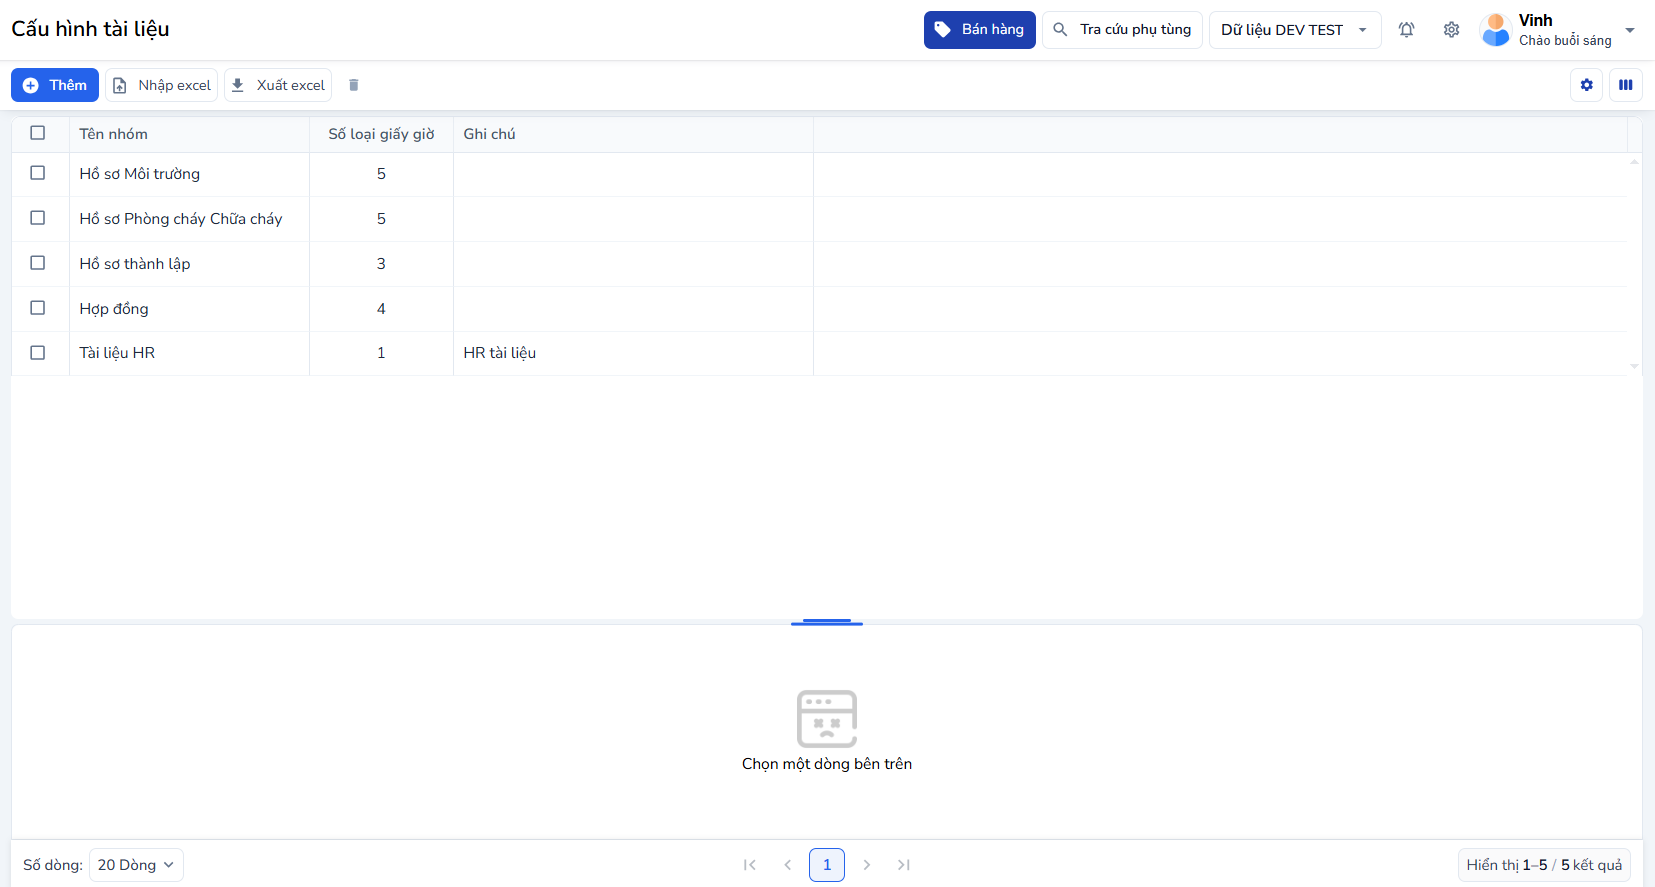 Cấu hình tài liệu
Bán hàng
Tra cứu phụ tùng
Dữ liệu DEV TEST
Vinh
Chào buổi sáng
Thêm
Nhập excel
Xuất excel
Tên nhóm
Số loại giấy giờ
Ghi chú
Hồ sơ Môi trường
5
Hồ sơ Phòng cháy Chữa cháy
5
Hồ sơ thành lập
3
Hợp đồng
4
Tài liệu HR
1
HR tài liệu
Chọn một dòng bên trên
Số dòng:
20 Dòng
1
Hiển thị 1–5 / 5 kết quả